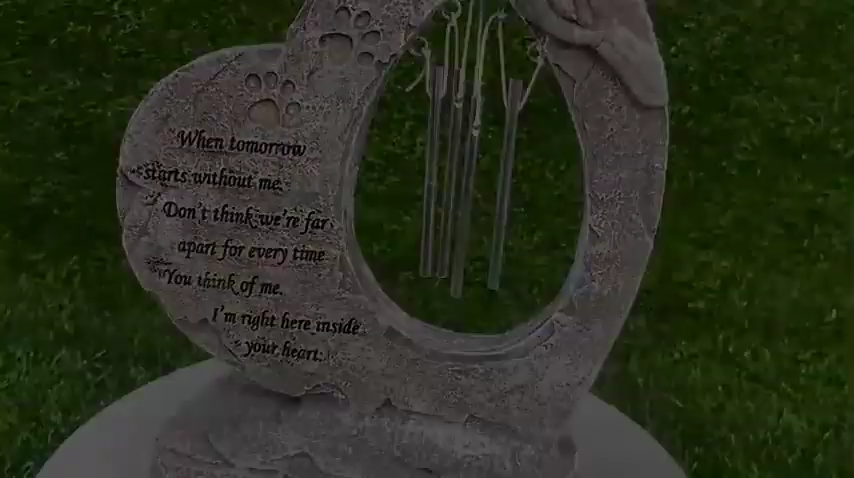 When tomorrow
starts without me,
Don't think we're far
apart for every time
You think of me.
I'm right here inside
your heart.